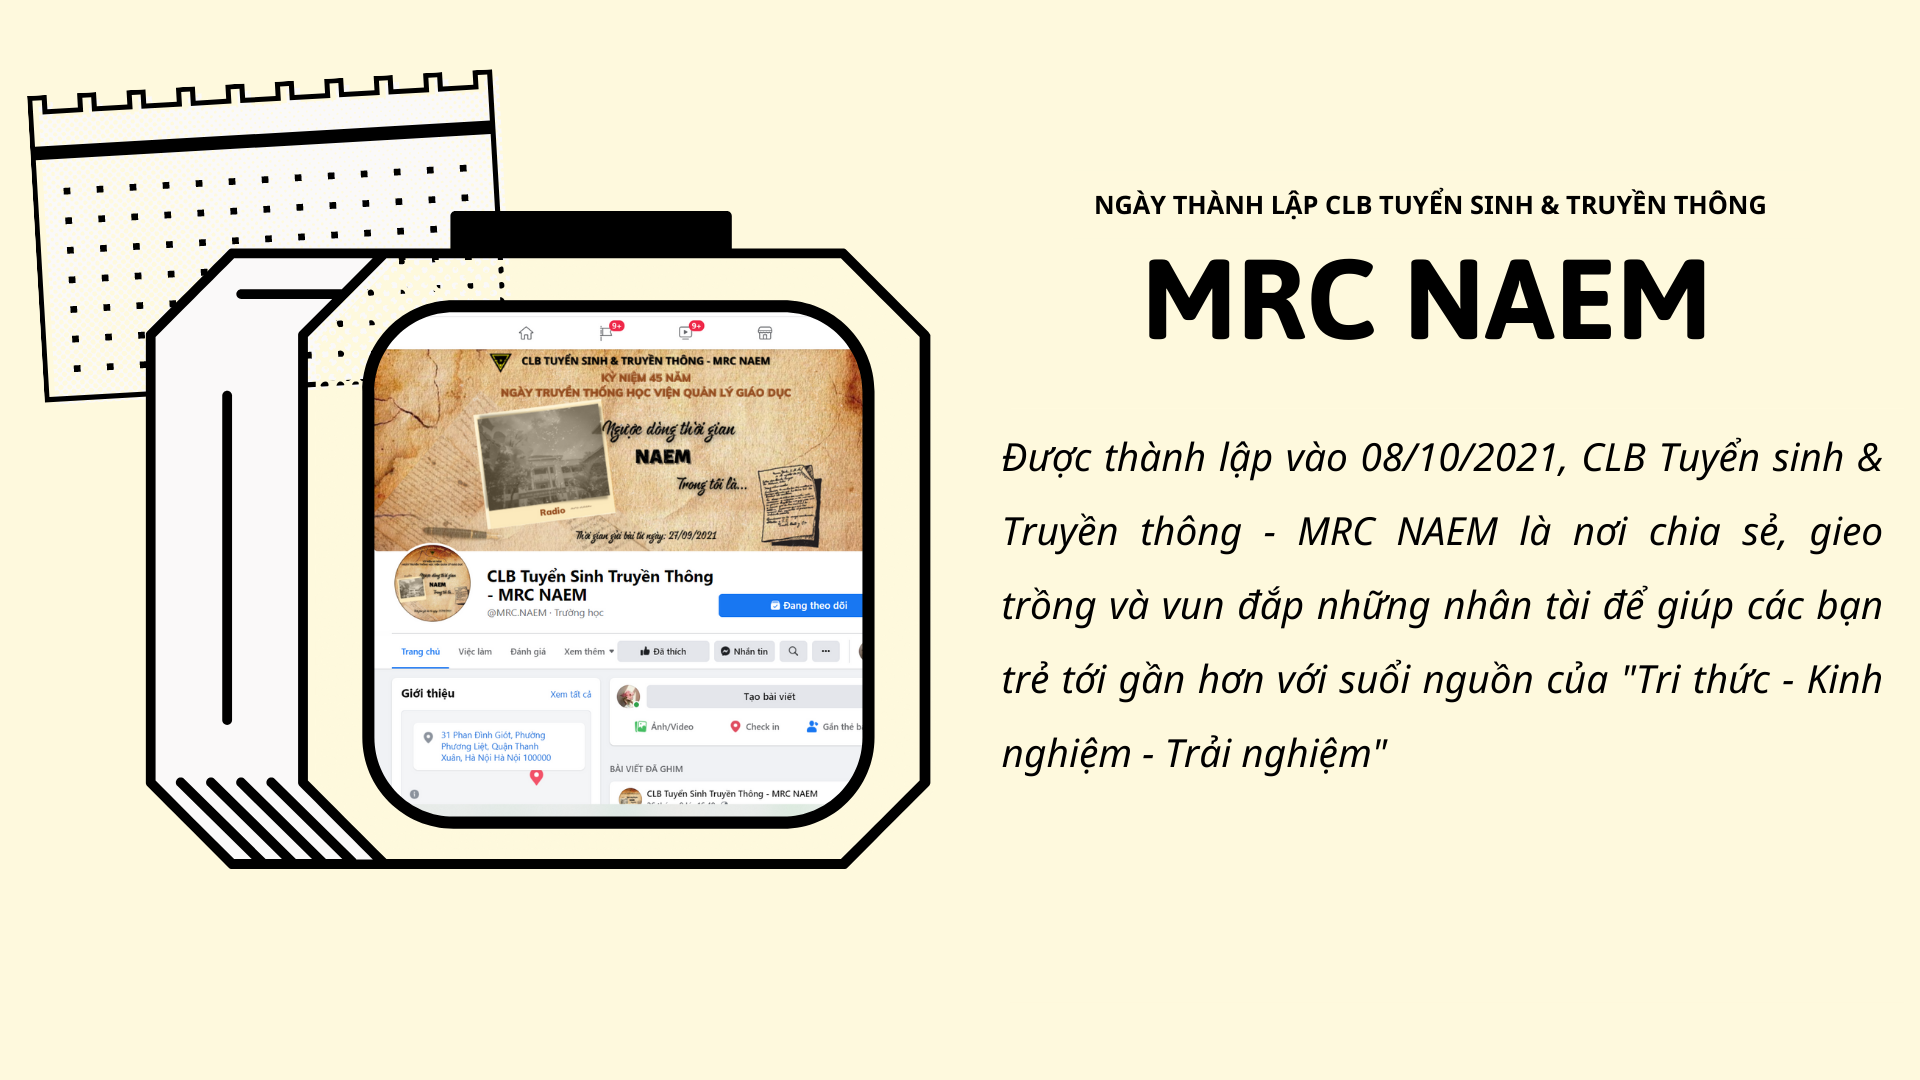 NGÀY THÀNH LẬP CLB TUYỂN SINH & TRUYỀN THÔNG
MRC NAEM
Được thành lập vào 08/10/2021, CLB Tuyển sinh &
Truyền thông - MRC NAEM là nơi chia sẻ, gieo
trồng và vun đắp những nhân tài để giúp các bạn
trẻ tới gần hơn với suổi nguồn của "Tri thức - Kinh
nghiệm - Trải nghiệm"
9+
9+
CLB TUYỂN SINH & TRUYỀN THÔNG - MRC NAEM
KỶ NIỆM 45 NĂM
NGÀY TRUYỀN THỐNG HỌC VIỆN QUẢN LÝ GIÁO DỤC
Ngược dòng thời gian
NAEM
Trong tôi là...
Radio
Thời gian gửi bài từ ngày: 27/09/2021
CLB Tuyển Sinh Truyền Thông
- MRC NAEM
@MRC.NAEM · Trường học
Đang theo dõi
Trang chủ
Việc làm
Đánh giá
Xem thêm
Đã thích
Nhắn tin
Giới thiệu
Xem tất cả
31 Phan Đình Giót, Phường
Phương Liệt, Quận Thanh
Xuân, Hà Nội Hà Nội 100000
Tạo bài viết
Ảnh/Video
Check in
Gắn thẻ
BÀI VIẾT ĐÃ GHIM
CLB Tuyển Sinh Truyền Thông - MRC NAEM